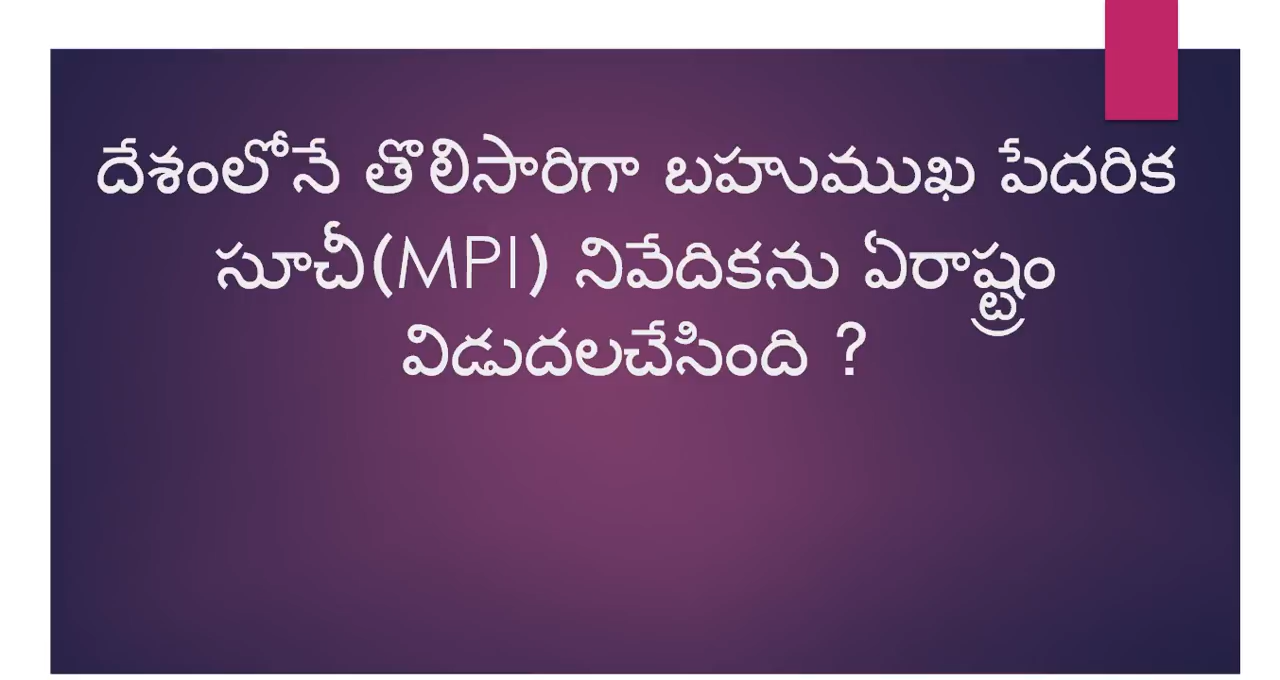 దేశంలోనే తొలిసారిగా బహుముఖ పేదరిక
సూచీ(MPI) నివేదికను ఏరాష్ట్రం
విడుదలచేసింది ?